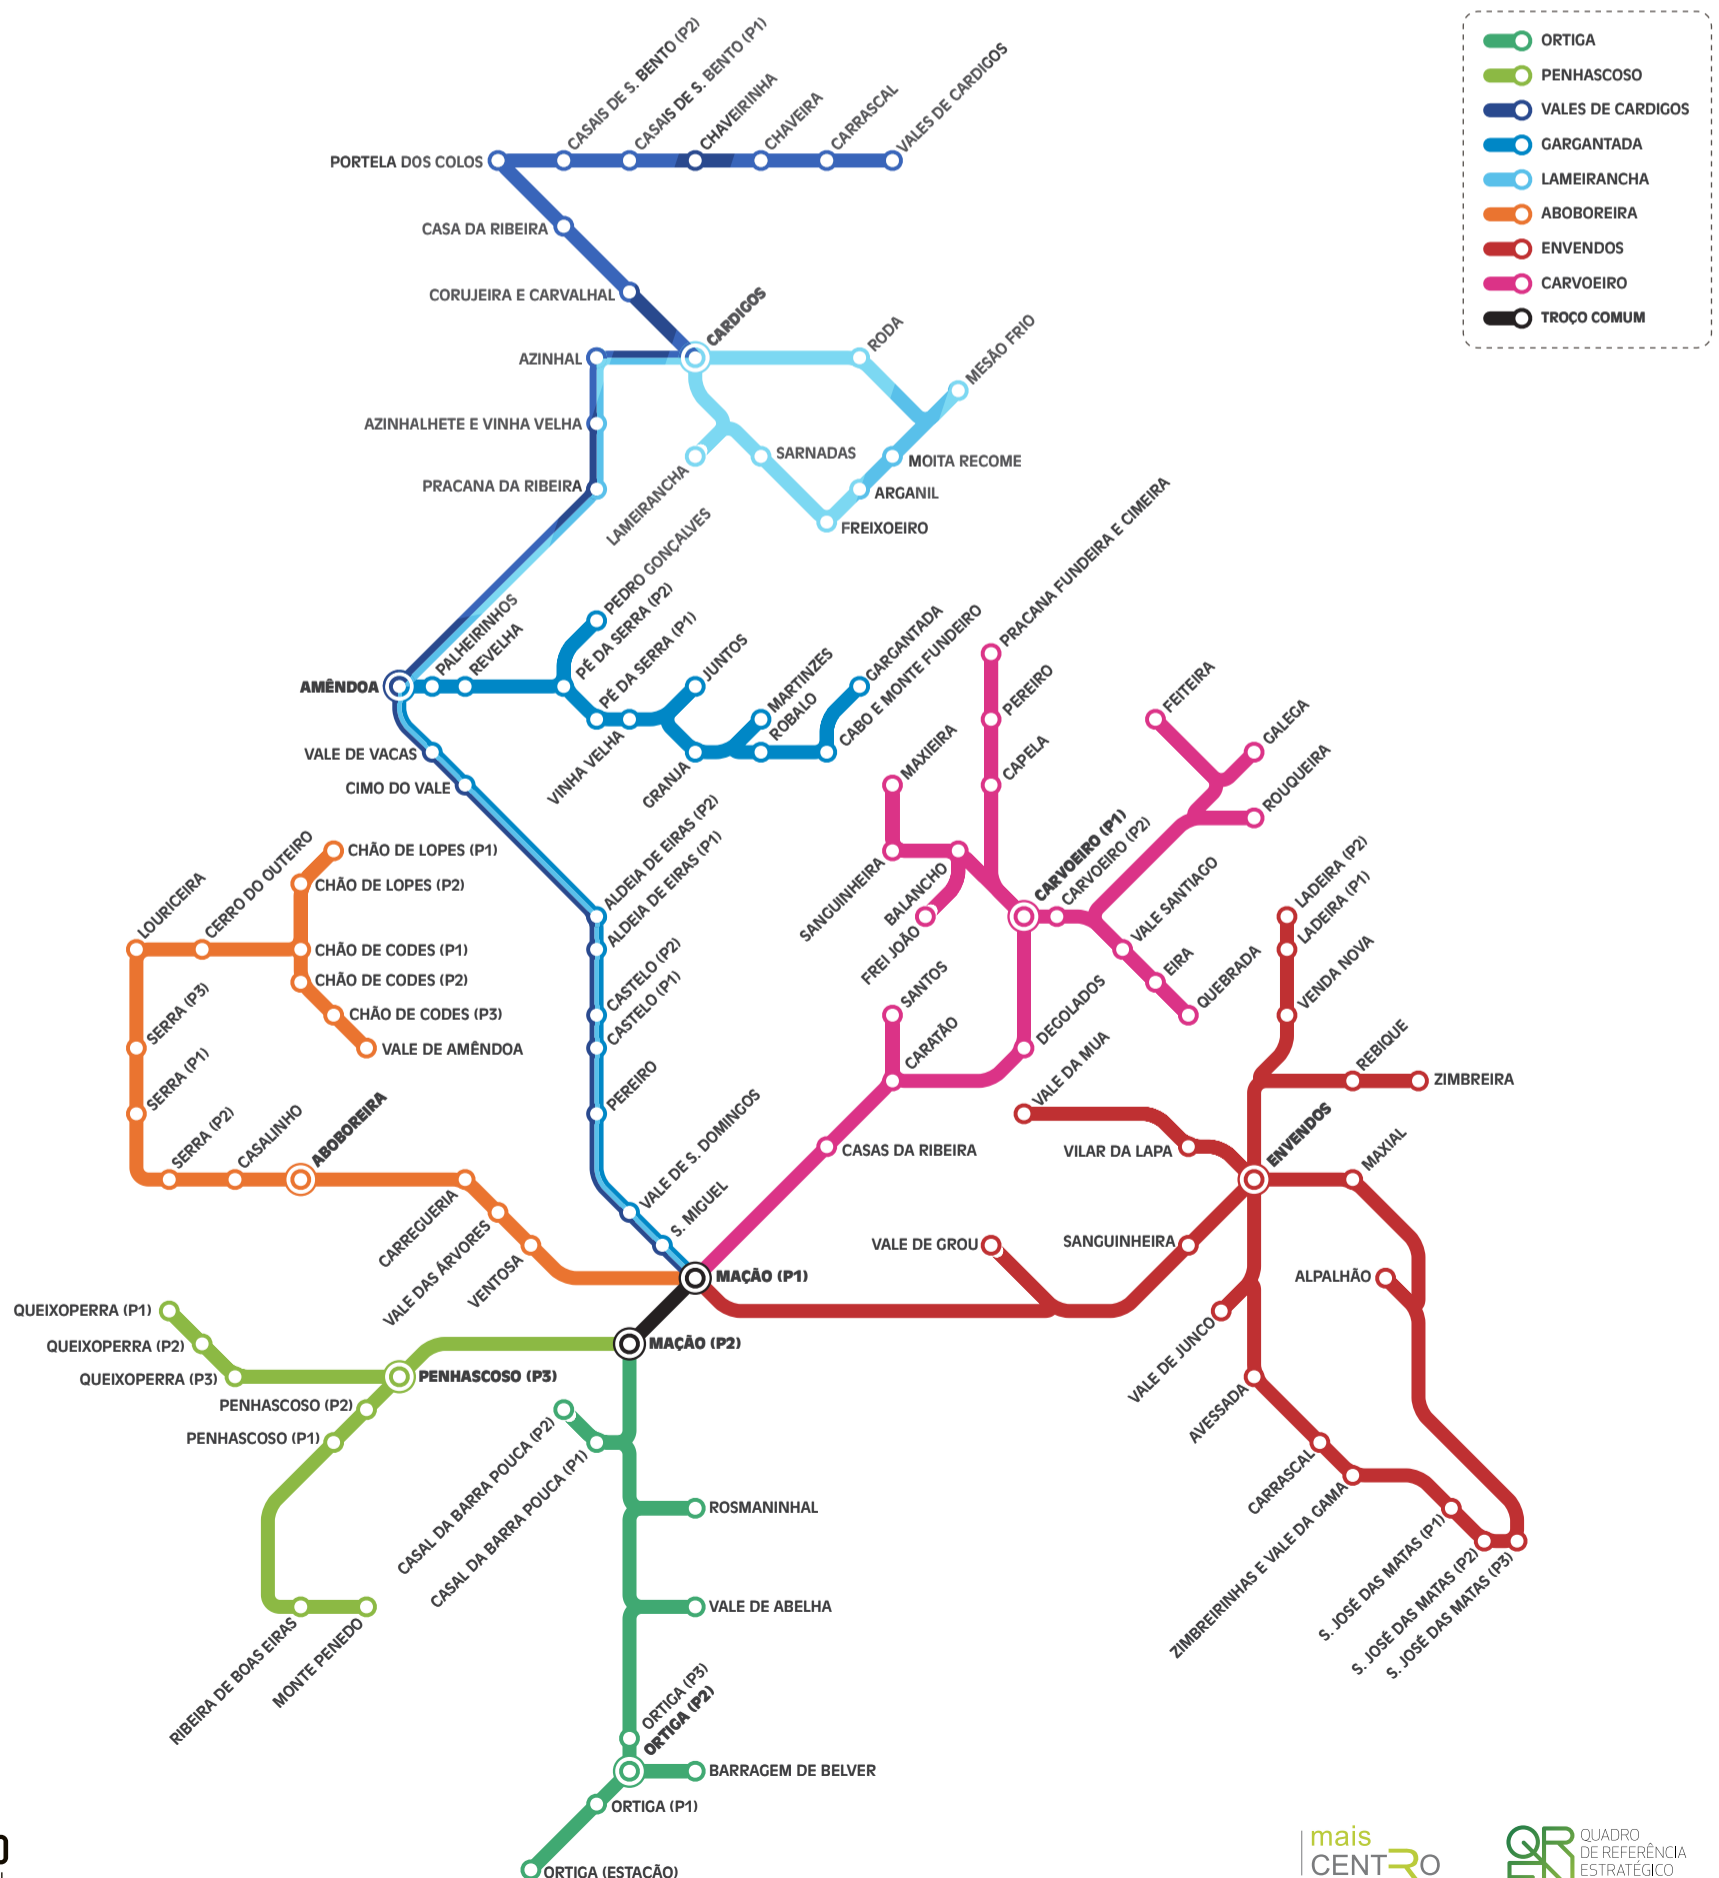 ORTIGA
PENHASCOSO
VALES DE CARDIGOS
GARGANTADA
LAMEIRANCHA
ABOBOREIRA
ENVENDOS
CARVOEIRO
TROÇO COMUM
PORTELA DOS COLOS
CASAIS DE S. BENTO (P2)
CASAIS DE S. BENTO (P1)
CHAVEIRINHA
CHAVEIRA
CARRASCAL
VALES DE CARDIGOS
CASA DA RIBEIRA
CORUJEIRA E CARVALHAL
CARDIGOS
AZINHAL
RODA
MESÃO FRIO
AZINHALHETE E VINHA VELHA
LAMEIRANCHA
SARNADAS
MOITA RECOME
PRACANA DA RIBEIRA
ARGANIL
FREIXOEIRO
AMÊNDOA
PALHEIRINHOS
REVELHA
PEDRO GONÇALVES
PÉ DA SERRA (P2)
PÉ DA SERRA (P1)
VINHA VELHA
JUNTOS
GRANJA
MARTINZES
ROBALO
GARGANTADA
CABO E MONTE FUNDEIRO
PRACANA FUNDEIRA E CIMEIRA
PEREIRO
CAPELA
MAXIEIRA
SANGUINHEIRA
BALANCHO
FREI JOÃO
CARVOEIRO (P1)
CARVOEIRO (P2)
FEITEIRA
GALEGA
ROUQUEIRA
VALE SANTIAGO
EIRA
QUEBRADA
DEGOLADOS
SANTOS
CARATÃO
CASAS DA RIBEIRA
VALE DE VACAS
CIMO DO VALE
ALDEIA DE EIRAS (P2)
ALDEIA DE EIRAS (P1)
CASTELO (P2)
CASTELO (P1)
PEREIRO
VALE DE S. DOMINGOS
S. MIGUEL
LOURICEIRA
CERRO DO OUTEIRO
CHÃO DE LOPES (P1)
CHÃO DE LOPES (P2)
CHÃO DE CODES (P1)
CHÃO DE CODES (P2)
CHÃO DE CODES (P3)
VALE DE AMÊNDOA
SERRA (P3)
SERRA (P1)
SERRA (P2)
CASALINHO
ABOBOREIRA
CARREGUERIA
VALE DAS ÁRVORES
VENTOSA
LADEIRA (P2)
LADEIRA (P1)
VENDA NOVA
REBIQUE
ZIMBREIRA
VALE DA MUA
VILAR DA LAPA
ENVENDOS
MAXIAL
VALE DE GROU
SANGUINHEIRA
ALPALHÃO
VALE DE JUNCO
AVESSADA
CARRASCAL
ZIMBREIRINHAS E VALE DA GAMA
S. JOSÉ DAS MATAS (P1)
S. JOSÉ DAS MATAS (P2)
S. JOSÉ DAS MATAS (P3)
MAÇÃO (P1)
MAÇÃO (P2)
QUEIXOPERRA (P1)
QUEIXOPERRA (P2)
QUEIXOPERRA (P3)
PENHASCOSO (P3)
PENHASCOSO (P2)
PENHASCOSO (P1)
RIBEIRA DE BOAS EIRAS
MONTE PENEDO
CASAL DA BARRA POUCA (P2)
CASAL DA BARRA POUCA (P1)
ROSMANINHAL
VALE DE ABELHA
ORTIGA (P3)
ORTIGA (P2)
BARRAGEM DE BELVER
ORTIGA (P1)
ORTIGA (ESTAÇÃO)
mais
CENTRO
QUADRO
DE REFERÊNCIA
ESTRATÉGICO